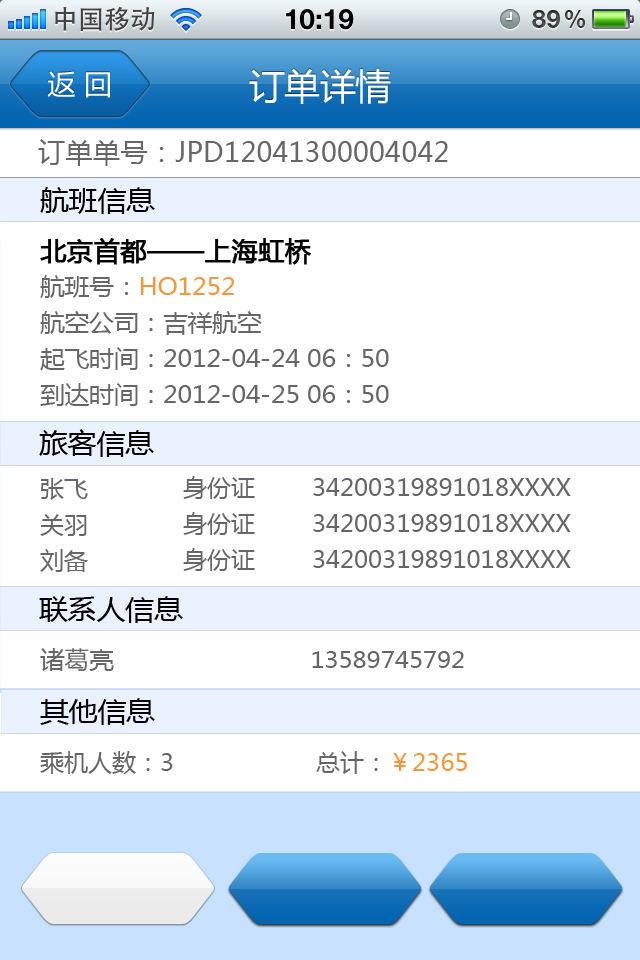 中国移动 10:19 89%
返回 订单详情
订单单号：JPD12041300004042
航班信息
北京首都——上海虹桥
航班号：HO1252
航空公司：吉祥航空
起飞时间：2012-04-24 06：50
到达时间：2012-04-25 06：50
旅客信息
张飞 身份证 34200319891018XXXX
关羽 身份证 34200319891018XXXX
刘备 身份证 34200319891018XXXX
联系人信息
诸葛亮 13589745792
其他信息
乘机人数：3 总计：￥2365